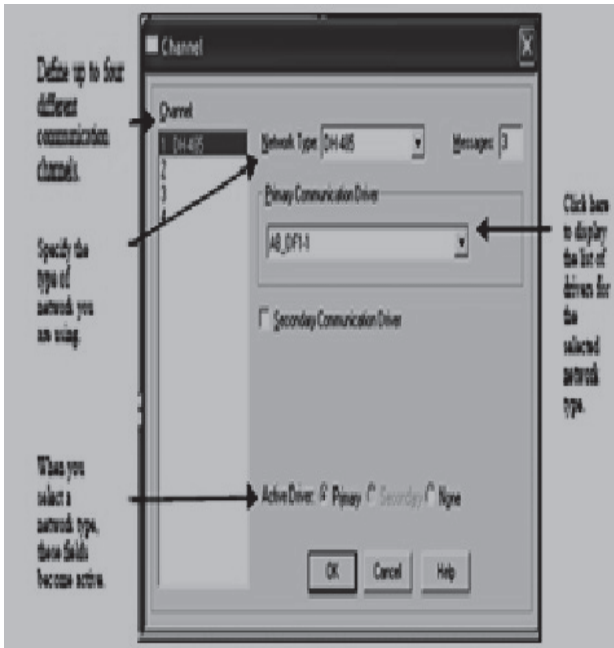 Channel
Define up to four
different
communication
channels.
Channel
1 DH-485
2
3
4
Network Type: DH-485
Messages: 3
Primary Communication Driver
AB_DF1-1
Secondary Communication Driver
Specify the
type of
network you
are using.
Click here
to display
the list of
drivers for
the
selected
network
type.
When you
select a
network type,
these fields
become active.
Active Driver: Primary Secondary None
OK Cancel Help